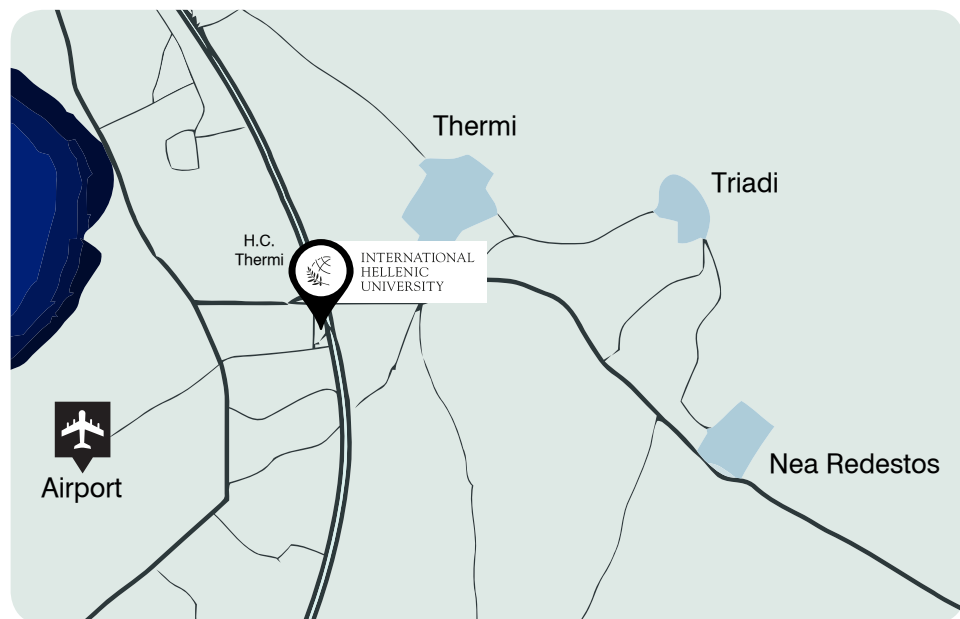 Thermi
Triadi
H.C.
Thermi
INTERNATIONAL
HELLENIC
UNIVERSITY
Nea Redestos
Airport